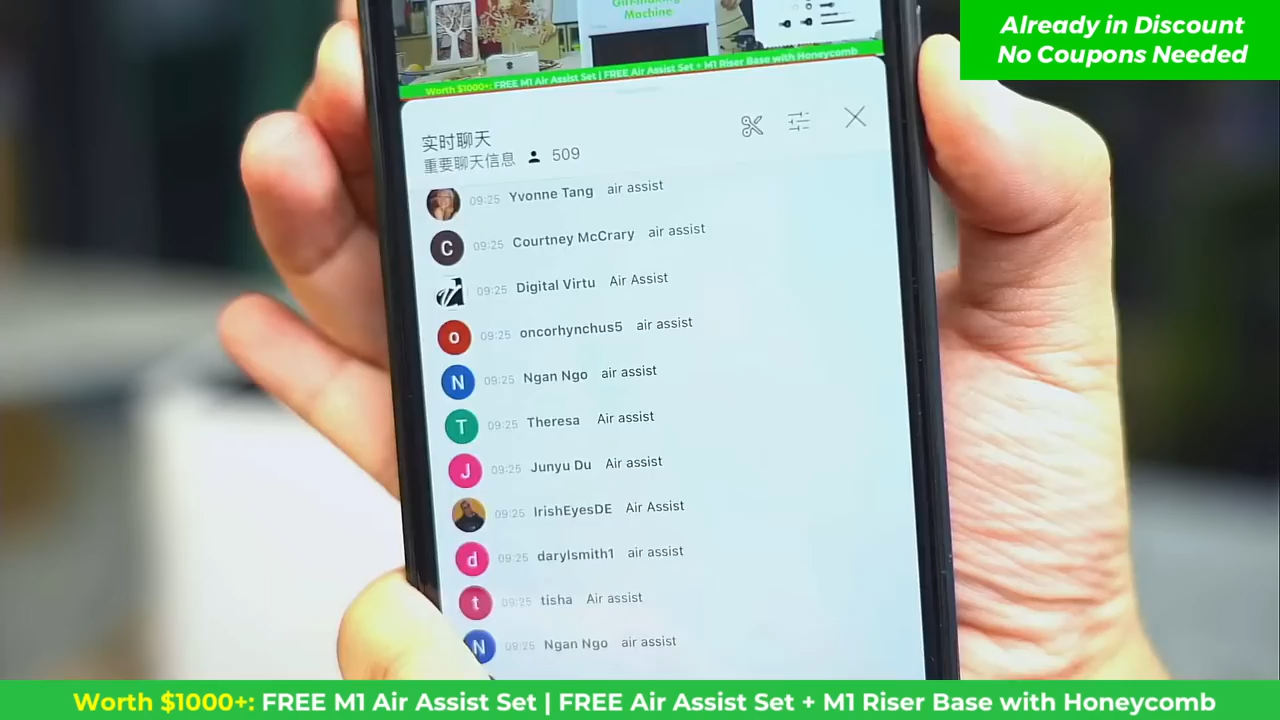 Already in Discount
No Coupons Needed
Machine
Worth $1000+: FREE M1 Air Assist Set | FREE Air Assist Set + M1 Riser Base with Honeycomb
实时聊天
重要聊天信息 509
09:25 Yvonne Tang air assist
C 09:25 Courtney McCrary air assist
09:25 Digital Virtu Air Assist
o 09:25 oncorhynchus5 air assist
N 09:25 Ngan Ngo air assist
T 09:25 Theresa Air assist
J 09:25 Junyu Du Air assist
09:25 IrishEyesDE Air Assist
d 09:25 darylsmith1 air assist
t 09:25 tisha Air assist
N 09:25 Ngan Ngo air assist
Worth $1000+: FREE M1 Air Assist Set | FREE Air Assist Set + M1 Riser Base with Honeycomb